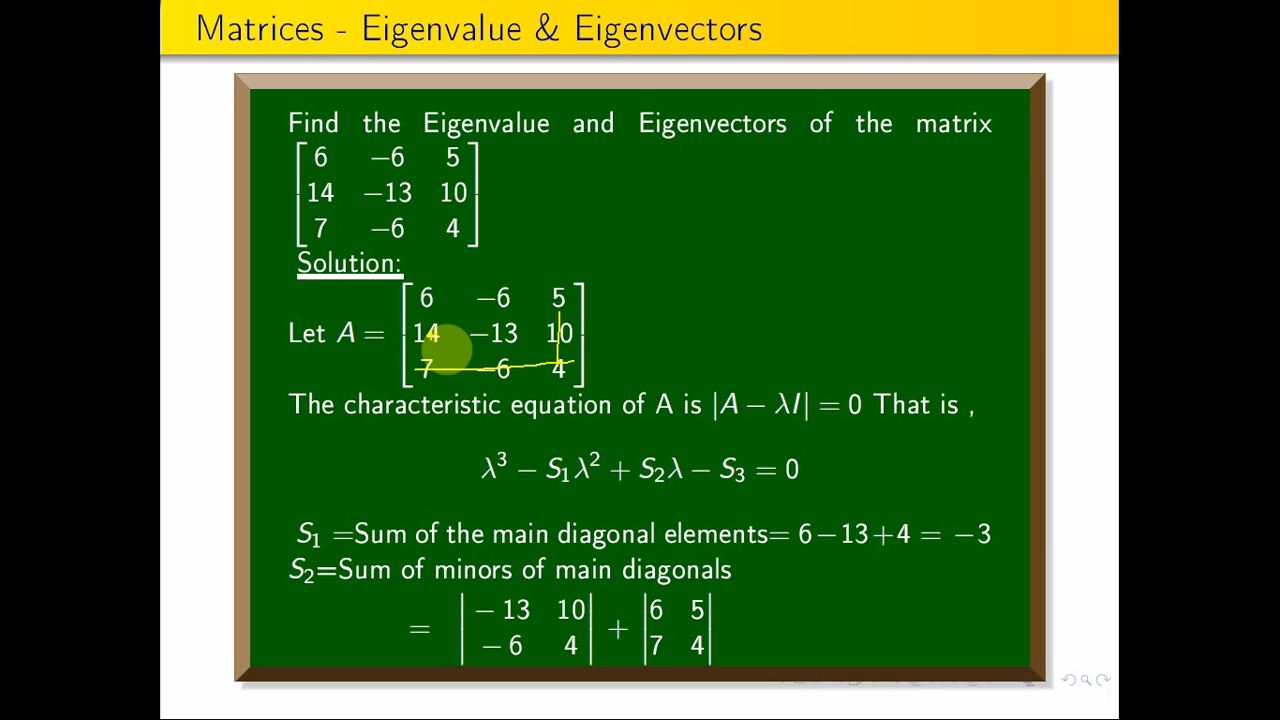 Matrices - Eigenvalue & Eigenvectors
Find the Eigenvalue and Eigenvectors of the matrix
[6 −6 5]
[14 −13 10]
[7 −6 4]
Solution:
[6 −6 5]
Let A = [14 −13 10]
[7 −6 4]
The characteristic equation of A is |A − λI| = 0 That is ,
λ³ − S₁λ² + S₂λ − S₃ = 0
S₁ =Sum of the main diagonal elements= 6−13+4 = −3
S₂=Sum of minors of main diagonals
= |−13 10| + |6 5|
|−6 4| |7 4|